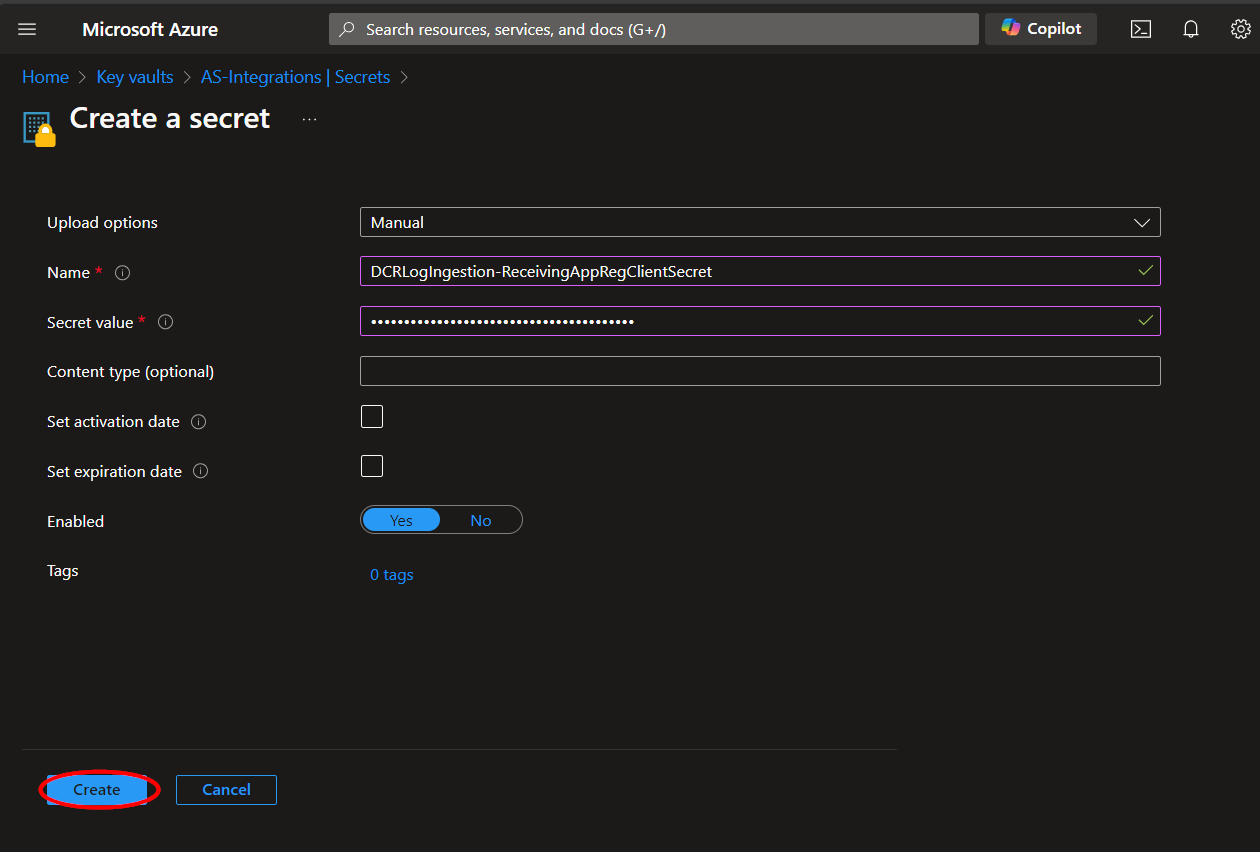 Microsoft Azure
Search resources, services, and docs (G+/)
Copilot
Home > Key vaults > AS-Integrations | Secrets >
Create a secret ...
Upload options
Manual
Name *
DCRLogIngestion-ReceivingAppRegClientSecret
Secret value *
••••••••••••••••••••••••••••••••••••••••
Content type (optional)
Set activation date
Set expiration date
Enabled
Yes No
Tags
0 tags
Create
Cancel